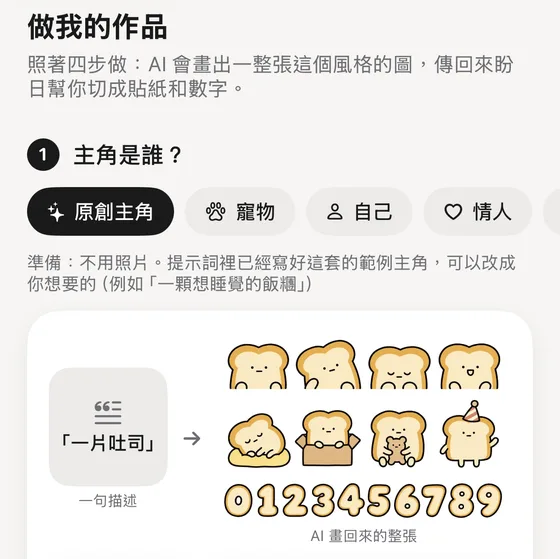 做我的作品
照著四步做：AI 會畫出一整張這個風格的圖，傳回來盼
日幫你切成貼紙和數字。
1 主角是誰？
原創主角 寵物 自己 情人
準備：不用照片。提示詞裡已經寫好這套的範例主角，可以改成
你想要的（例如「一顆想睡覺的飯糰」）
「一片吐司」
一句描述
0123456789
AI 畫回來的整張